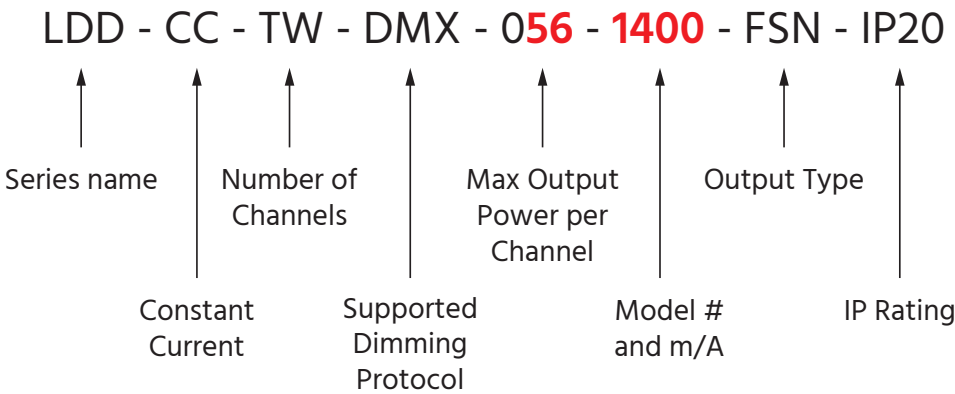 LDD - CC - TW - DMX - 056 - 1400 - FSN - IP20
Series name
Number of
Channels
Max Output
Power per
Channel
Output Type
Constant
Current
Supported
Dimming
Protocol
Model #
and m/A
IP Rating